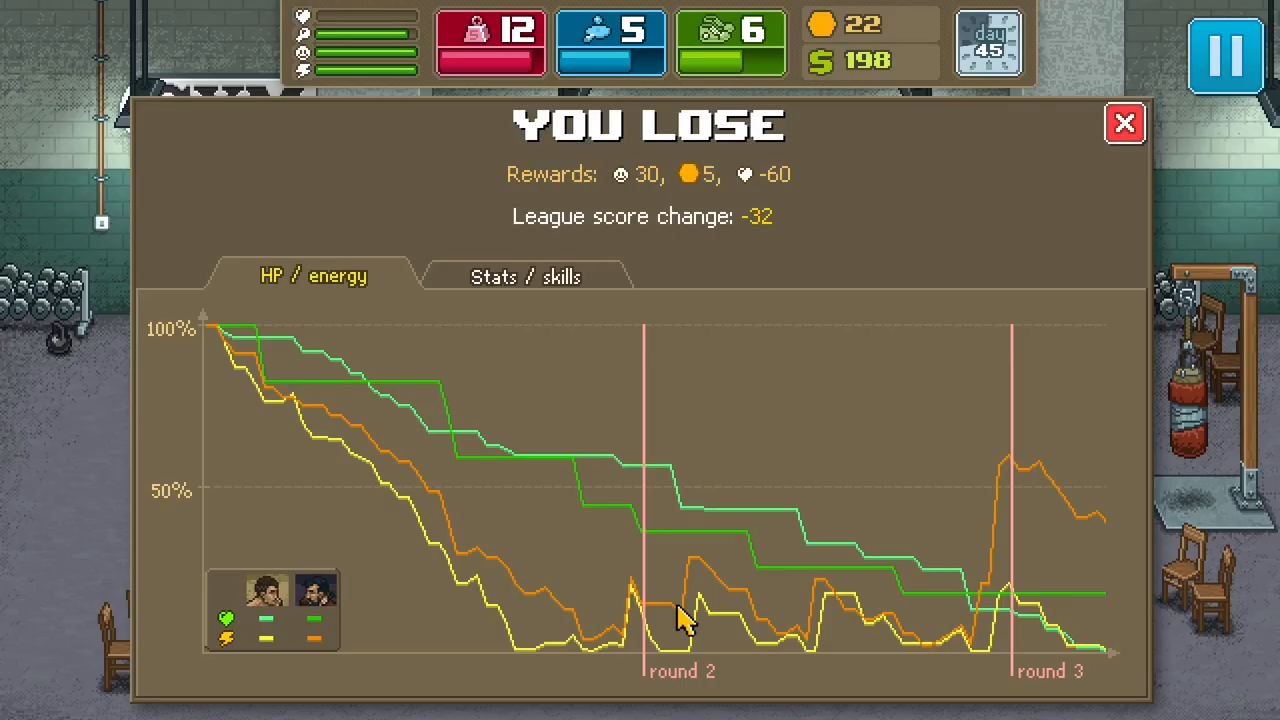 12 5 6 22
198
day
45
YOU LOSE
Rewards: 30, 5, -60
League score change: -32
HP / energy Stats / skills
100%
50%
round 2 round 3